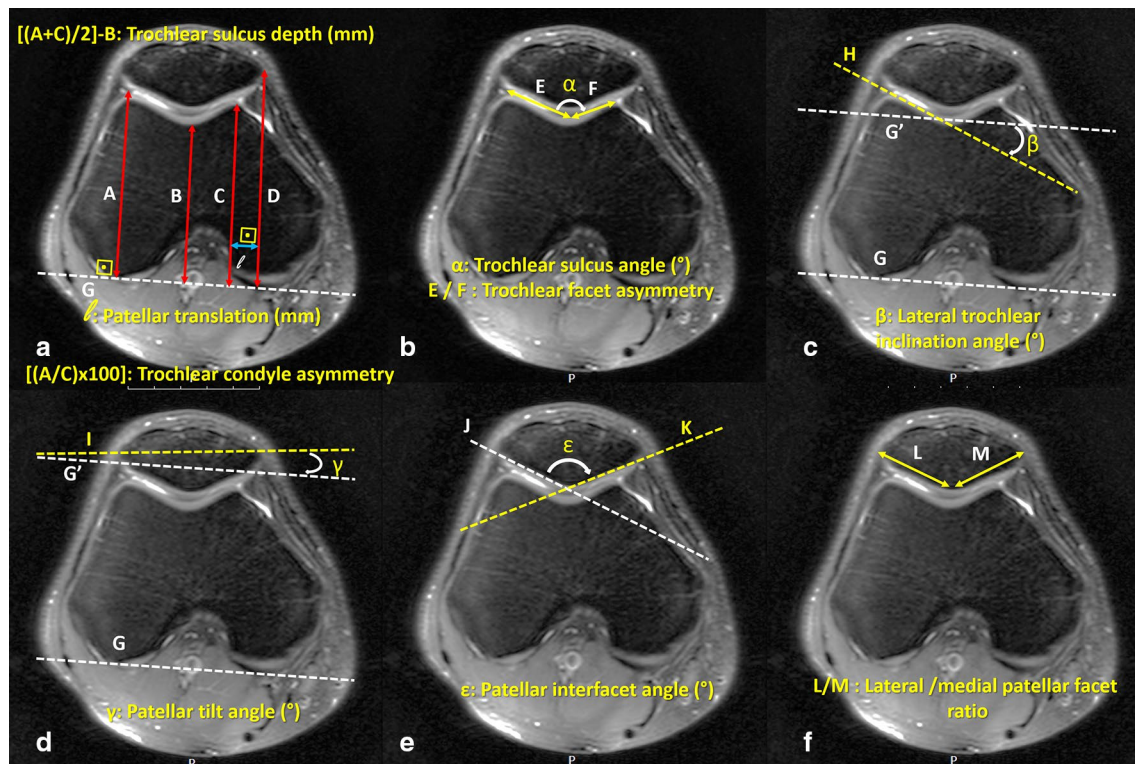 [(A+C)/2]-B: Trochlear sulcus depth (mm)
A
B
C
D
ℓ
G
ℓ: Patellar translation (mm)
a
[(A/C)x100]: Trochlear condyle asymmetry
E
α
F
α: Trochlear sulcus angle (°)
E / F : Trochlear facet asymmetry
b
P
H
G'
β
G
β: Lateral trochlear
inclination angle (°)
c
P
I
G'
γ
G
γ: Patellar tilt angle (°)
d
P
J
K
ε
ε: Patellar interfacet angle (°)
e
P
L
M
L/M : Lateral /medial patellar facet
ratio
f
P